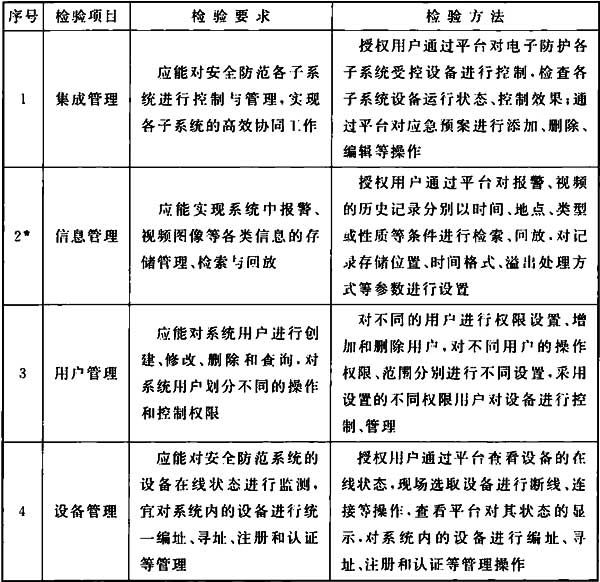 序号 检验项目 检验要求 检验方法
1 集成管理
应能对安全防范各子系
统进行控制与管理,实现
各子系统的高效协同工作
授权用户通过平台对电子防护各
子系统受控设备进行控制,检查各
子系统设备运行状态、控制效果;通
过平台对应急预案进行添加、删除、
编辑等操作
2* 信息管理
应能实现系统中报警、
视频图像等各类信息的存
储管理、检索与回放
授权用户通过平台对报警、视频
的历史记录分别以时间、地点、类型
或性质等条件进行检索、回放,对记
录存储位置、时间格式、溢出处理方
式等参数进行设置
3 用户管理
应能对系统用户进行创
建、修改、删除和查询,对
系统用户划分不同的操作
和控制权限
对不同的用户进行权限设置、增
加和删除用户,对不同用户的操作
权限、范围分别进行不同设置,采用
设置的不同权限用户对设备进行控
制、管理
4 设备管理
应能对安全防范系统的
设备在线状态进行监测,
宜对系统内的设备进行统
一编址、寻址、注册和认证
等管理
授权用户通过平台查看设备的在
线状态,现场选取设备进行断线、连
接等操作,查看平台对其状态的显
示,对系统内的设备进行编址、寻
址、注册和认证等管理操作